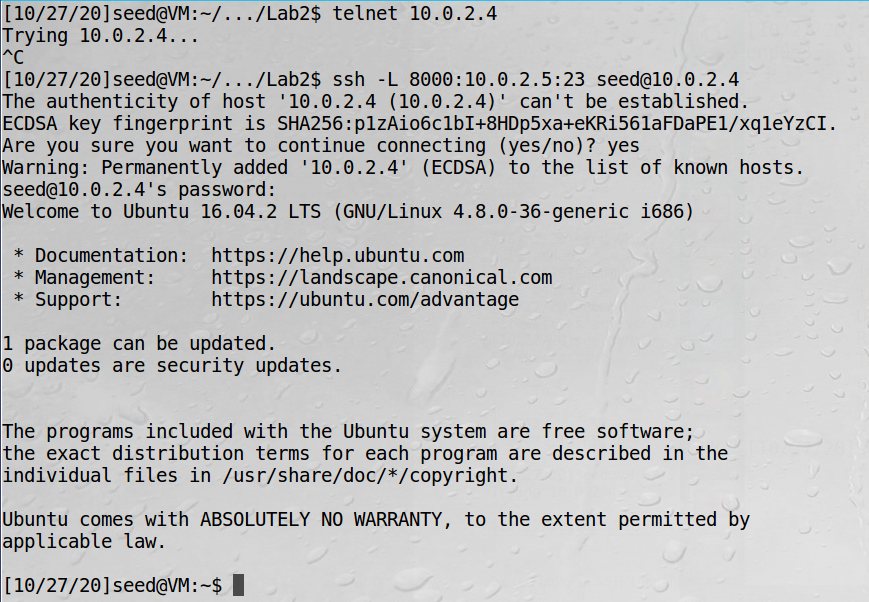 [10/27/20]seed@VM:~/.../Lab2$ telnet 10.0.2.4
Trying 10.0.2.4...
^C
[10/27/20]seed@VM:~/.../Lab2$ ssh -L 8000:10.0.2.5:23 seed@10.0.2.4
The authenticity of host '10.0.2.4 (10.0.2.4)' can't be established.
ECDSA key fingerprint is SHA256:p1zAio6c1bI+8HDp5xa+eKRi561aFDaPE1/xq1eYzCI.
Are you sure you want to continue connecting (yes/no)? yes
Warning: Permanently added '10.0.2.4' (ECDSA) to the list of known hosts.
seed@10.0.2.4's password:
Welcome to Ubuntu 16.04.2 LTS (GNU/Linux 4.8.0-36-generic i686)

 * Documentation:  https://help.ubuntu.com
 * Management:     https://landscape.canonical.com
 * Support:        https://ubuntu.com/advantage

1 package can be updated.
0 updates are security updates.


The programs included with the Ubuntu system are free software;
the exact distribution terms for each program are described in the
individual files in /usr/share/doc/*/copyright.

Ubuntu comes with ABSOLUTELY NO WARRANTY, to the extent permitted by
applicable law.

[10/27/20]seed@VM:~$